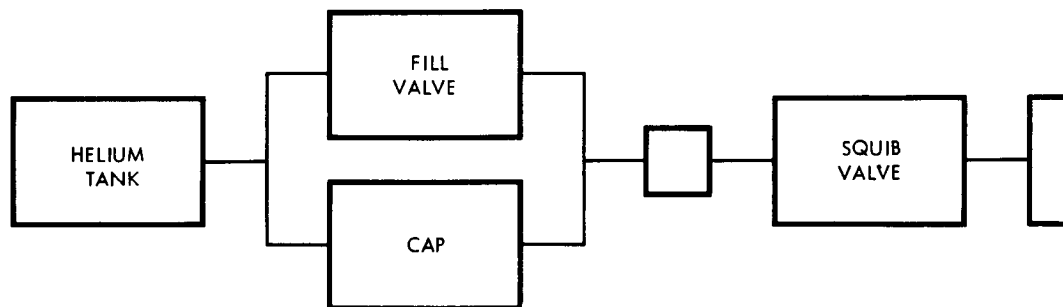 FILL
VALVE
HELIUM
TANK
SQUIB
VALVE
CAP